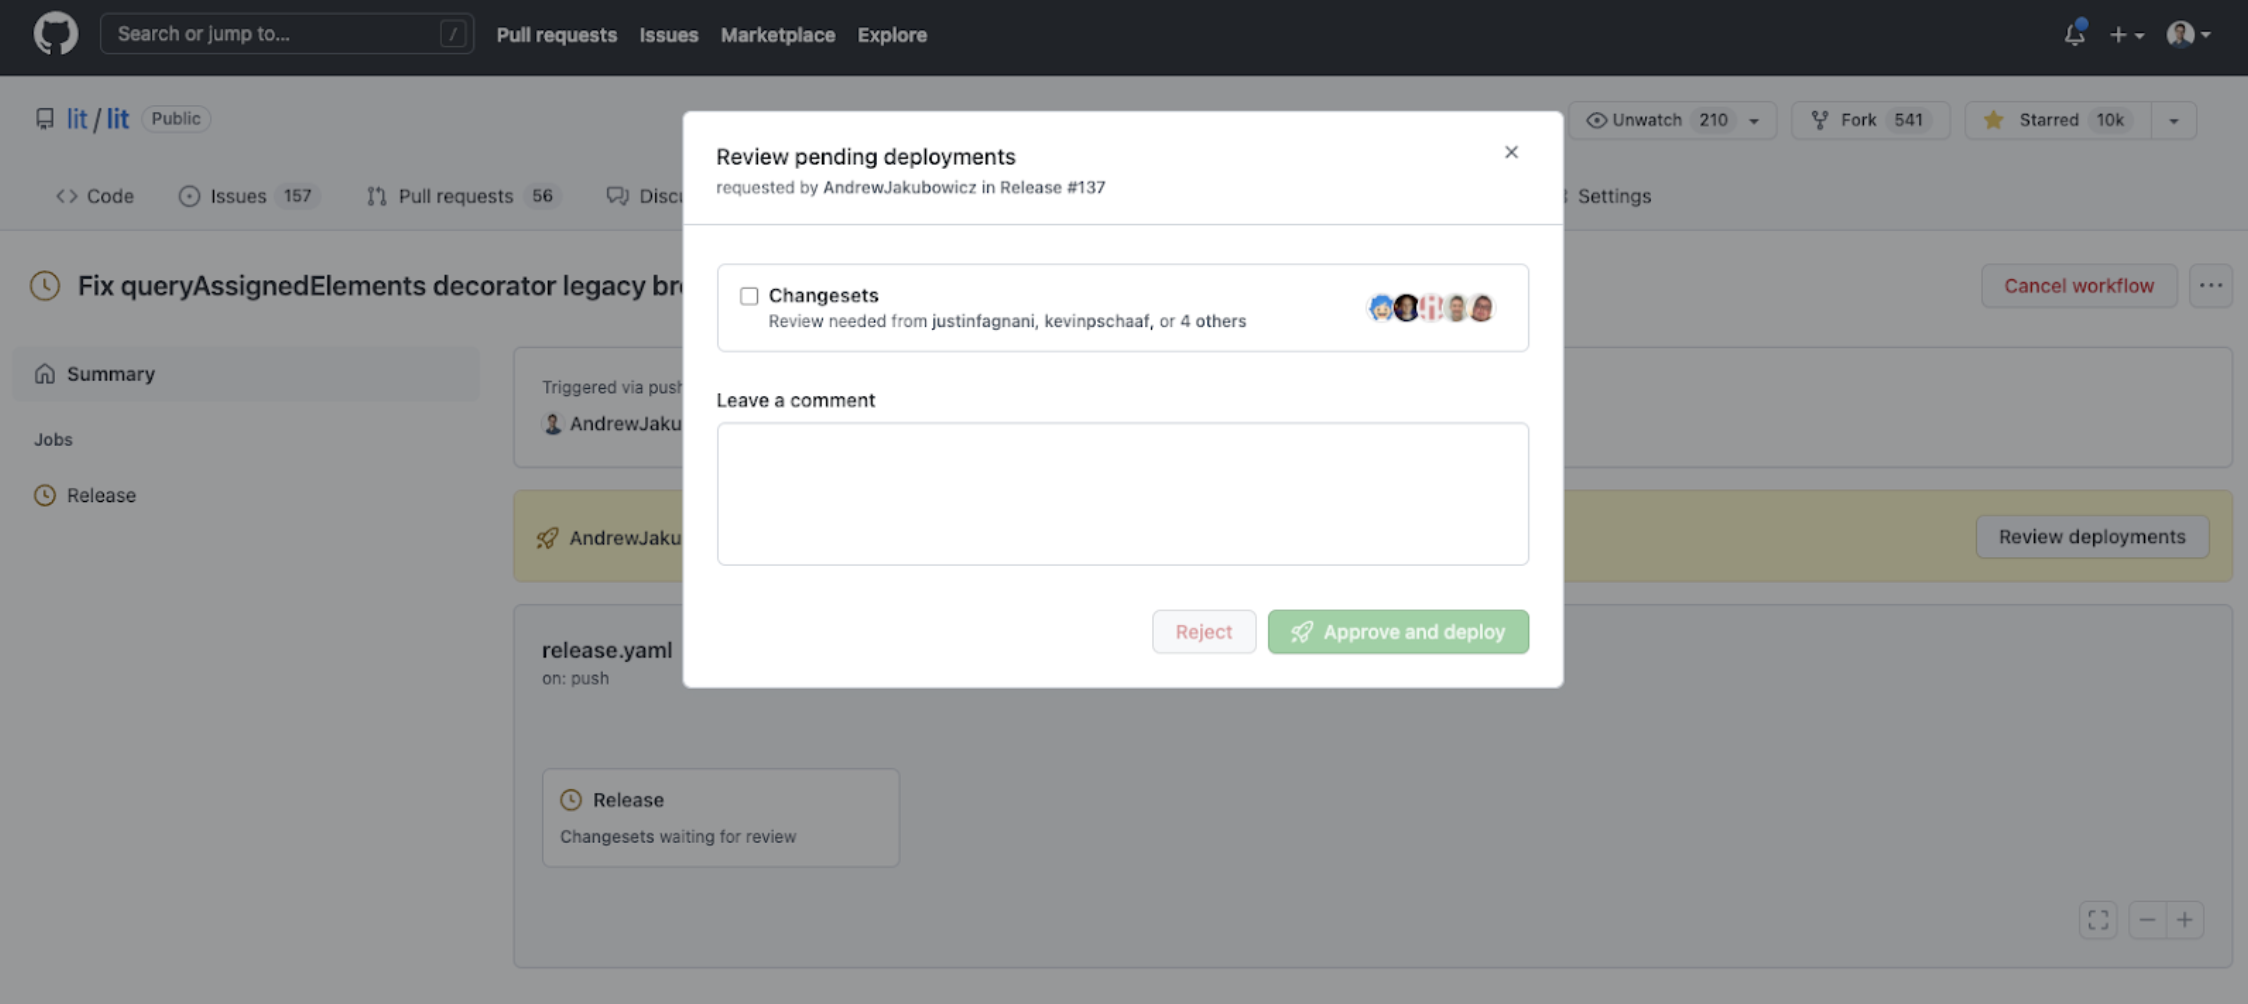 Search or jump to... /
Pull requests Issues Marketplace Explore
lit / lit Public
Unwatch 210 Fork 541 Starred 10k
Code Issues 157 Pull requests 56 Settings
Review pending deployments
requested by AndrewJakubowicz in Release #137
Fix queryAssignedElements decorator legacy
Cancel workflow
Changesets
Review needed from justinfagnani, kevinpschaaf, or 4 others
Summary
Triggered via push
AndrewJaku
Leave a comment
Jobs
Release
AndrewJaku
Review deployments
Reject Approve and deploy
release.yaml
on: push
Release
Changesets waiting for review